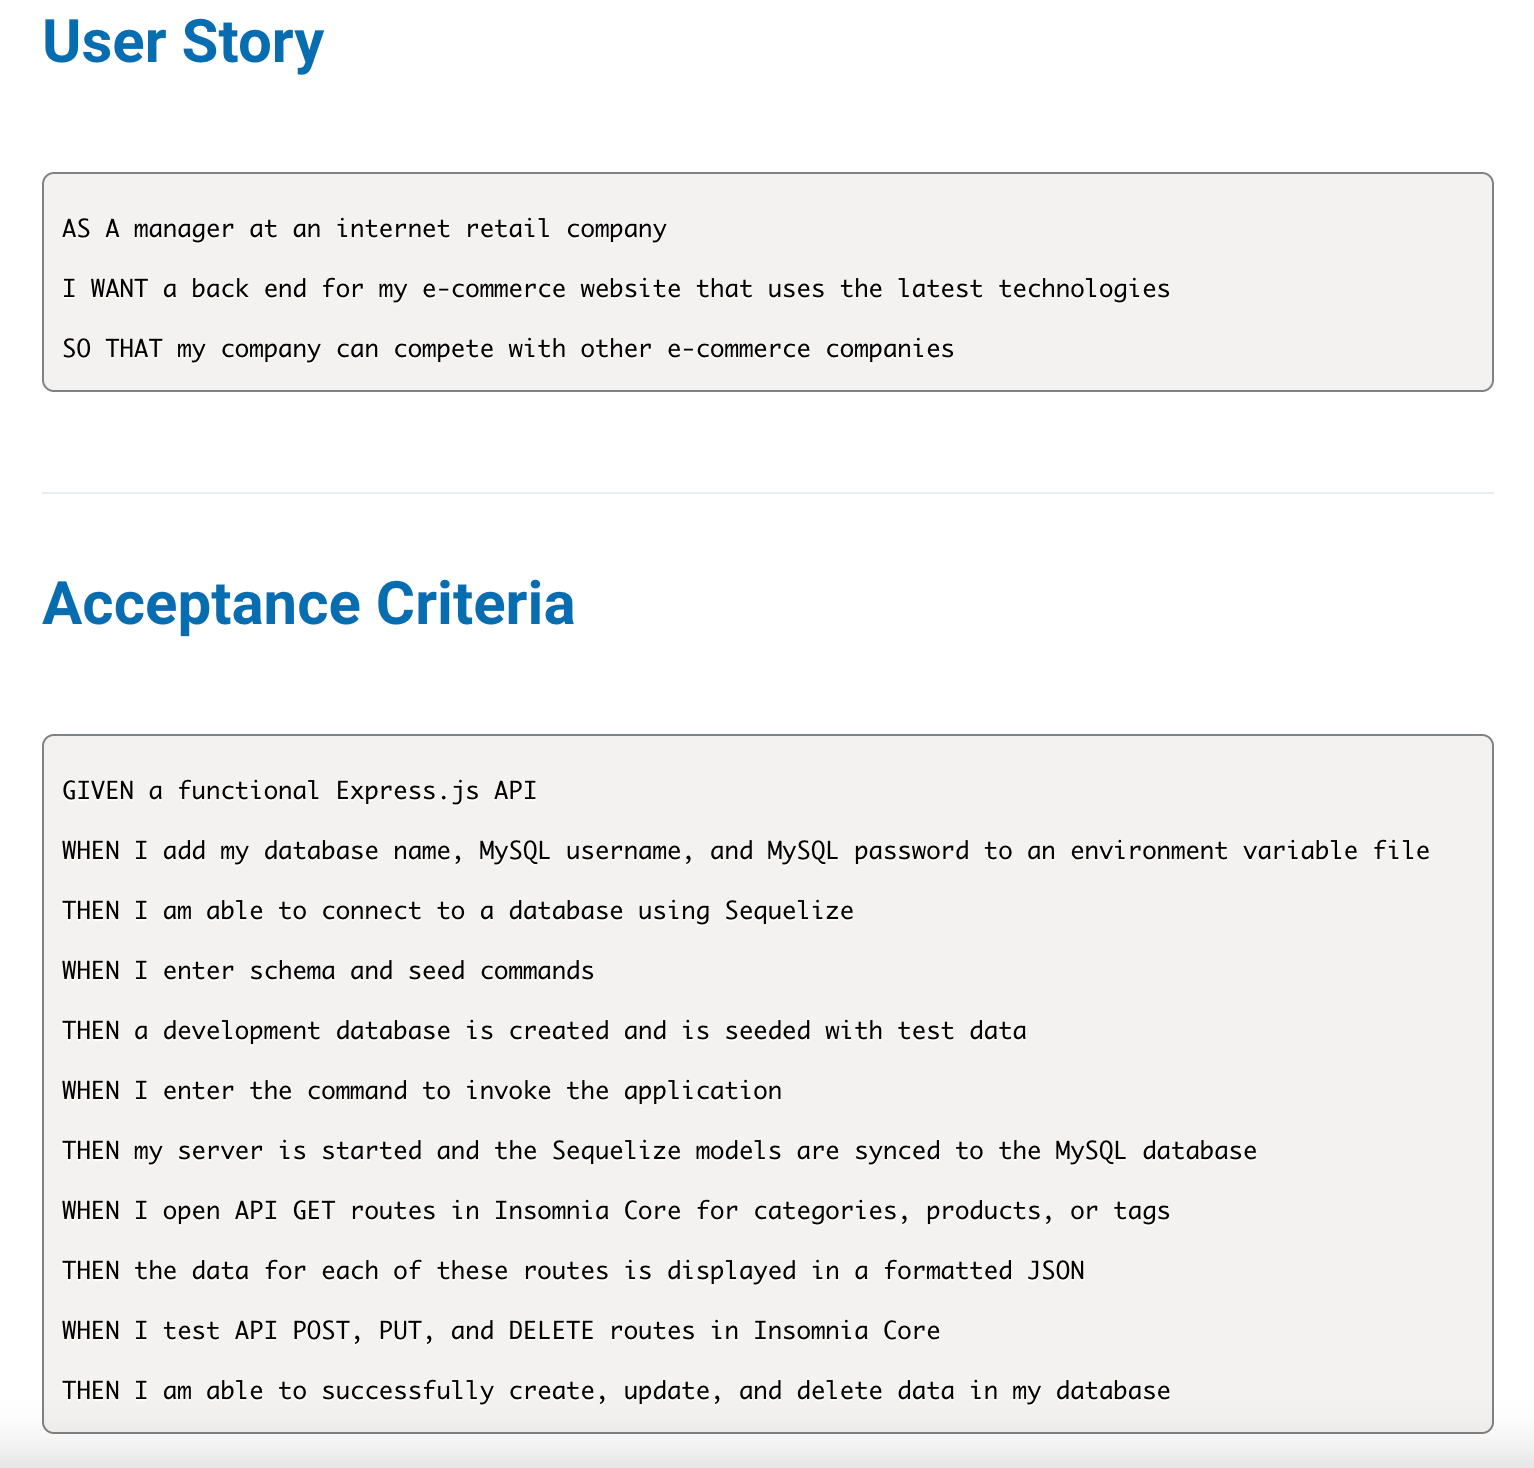 User Story
AS A manager at an internet retail company
I WANT a back end for my e-commerce website that uses the latest technologies
SO THAT my company can compete with other e-commerce companies
Acceptance Criteria
GIVEN a functional Express.js API
WHEN I add my database name, MySQL username, and MySQL password to an environment variable file
THEN I am able to connect to a database using Sequelize
WHEN I enter schema and seed commands
THEN a development database is created and is seeded with test data
WHEN I enter the command to invoke the application
THEN my server is started and the Sequelize models are synced to the MySQL database
WHEN I open API GET routes in Insomnia Core for categories, products, or tags
THEN the data for each of these routes is displayed in a formatted JSON
WHEN I test API POST, PUT, and DELETE routes in Insomnia Core
THEN I am able to successfully create, update, and delete data in my database